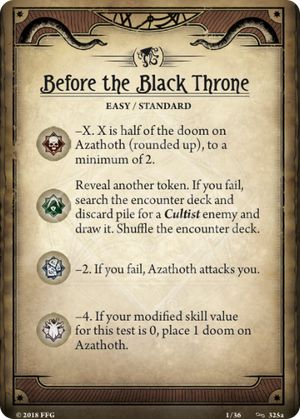 Before the Black Throne
EASY / STANDARD
–X. X is half of the doom on
Azathoth (rounded up), to a
minimum of 2.
Reveal another token. If you fail,
search the encounter deck and
discard pile for a Cultist enemy and
draw it. Shuffle the encounter deck.
–2. If you fail, Azathoth attacks you.
–4. If your modified skill value
for this test is 0, place 1 doom on
Azathoth.
© 2018 FFG 1/36 325a